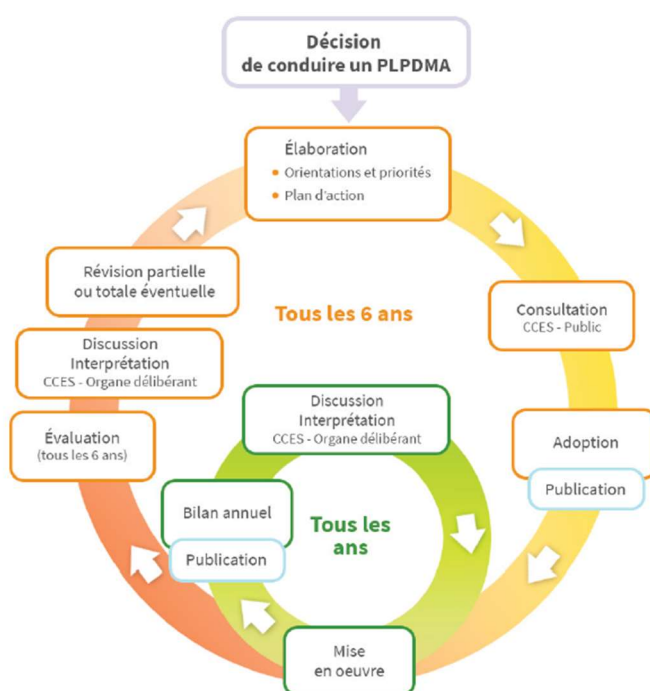 Décision
de conduire un PLPDMA
Élaboration
• Orientations et priorités
• Plan d'action
Révision partielle
ou totale éventuelle
Tous les 6 ans
Consultation
CCES - Public
Discussion
Interprétation
CCES - Organe délibérant
Discussion
Interprétation
CCES - Organe délibérant
Évaluation
(tous les 6 ans)
Adoption
Publication
Bilan annuel
Publication
Tous les
ans
Mise
en oeuvre